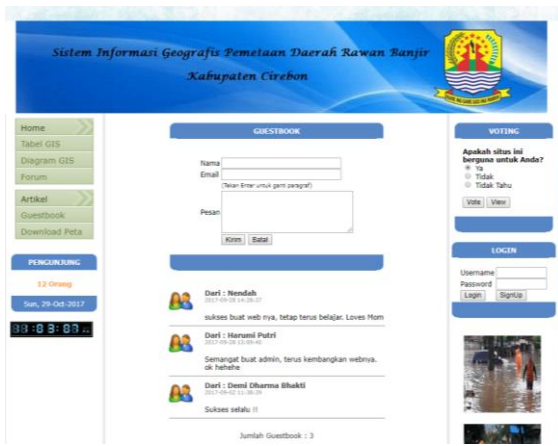 Sistem Informasi Geografis Pemetaan Daerah Rawan Banjir
Kabupaten Cirebon
Home
Tabel GIS
Diagram GIS
Forum
Artikel
Guestbook
Download Peta
PENGUNJUNG
12 Orang
Sun, 29-Oct-2017
GUESTBOOK
Nama
Email
(Tekan Enter untuk ganti paragraf)
Pesan
Kirim Batal
Dari : Nendah
sukses buat web nya, tetap terus belajar. Loves Mom
Dari : Harumi Putri
Semangat buat admin, terus kembangkan webnya.
ok hehehe
Dari : Demi Dharma Bhakti
Sukses selalu !!
Jumlah Guestbook : 3
VOTING
Apakah situs ini
berguna untuk Anda?
Ya
Tidak
Tidak Tahu
Vote View
LOGIN
Username
Password
Login SignUp